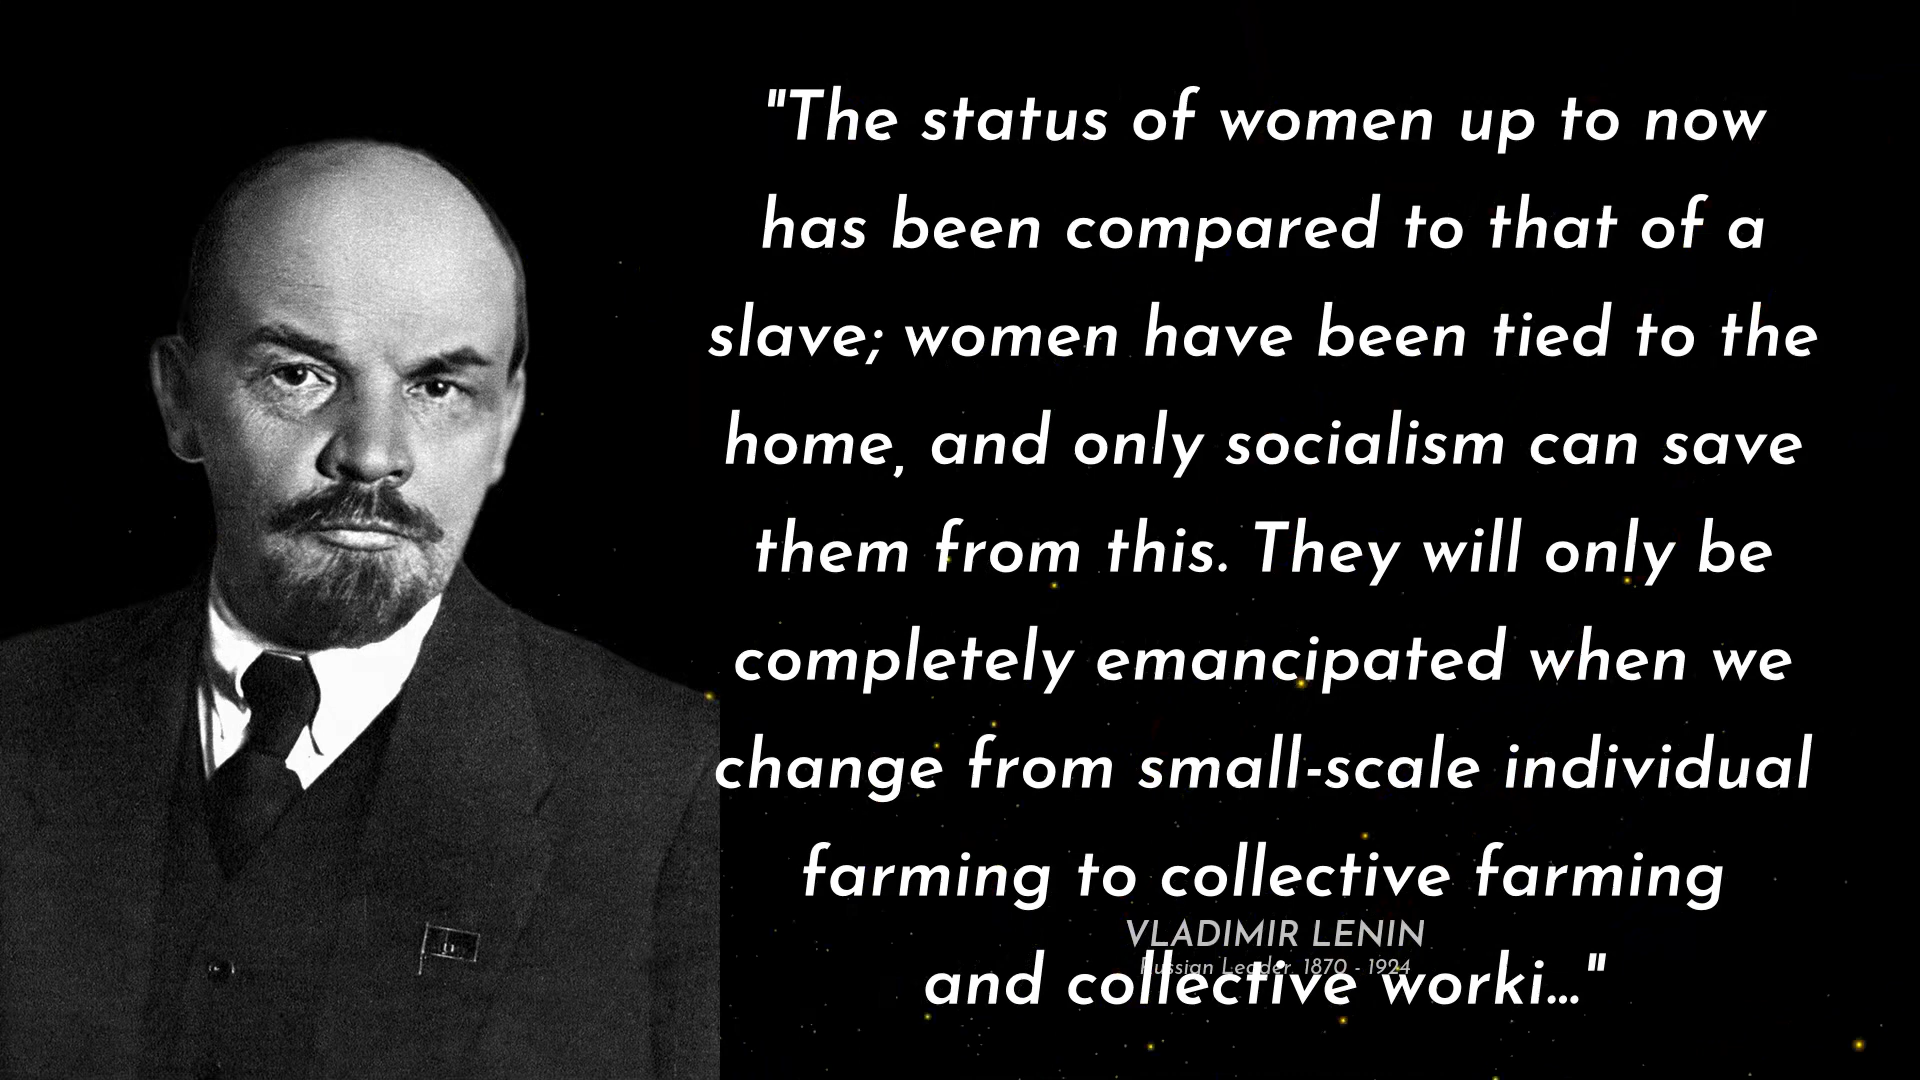 "The status of women up to now
has been compared to that of a
slave; women have been tied to the
home, and only socialism can save
them from this. They will only be
completely emancipated when we
change from small-scale individual
farming to collective farming
VLADIMIR LENIN
Russian Leader, 1870 - 1924
and collective worki..."